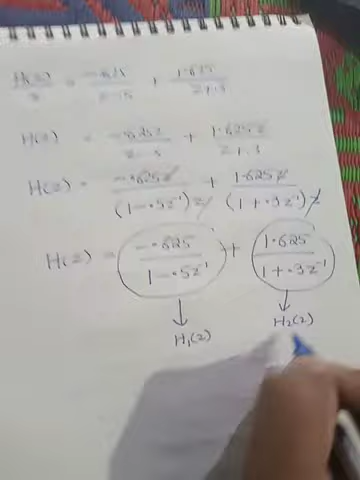 H(z)/z = -.625/z-.5 + 1.625/z+.3
H(z) = -.625z/z-.5 + 1.625z/z+.3
H(z) = -.625z/(1-.5z⁻¹)z + 1.625z/(1+.3z⁻¹)z
H(z) = -.625/1-.5z⁻¹ + 1.625/1+.3z⁻¹
H₁(z) H₂(z)